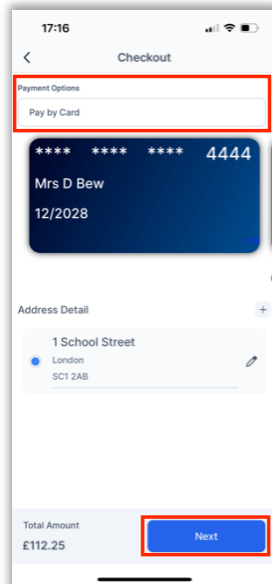 17:16
Checkout
Payment Options
Pay by Card
**** **** **** 4444
Mrs D Bew
12/2028
Address Detail
+
1 School Street
London
SC1 2AB
Total Amount
£112.25
Next